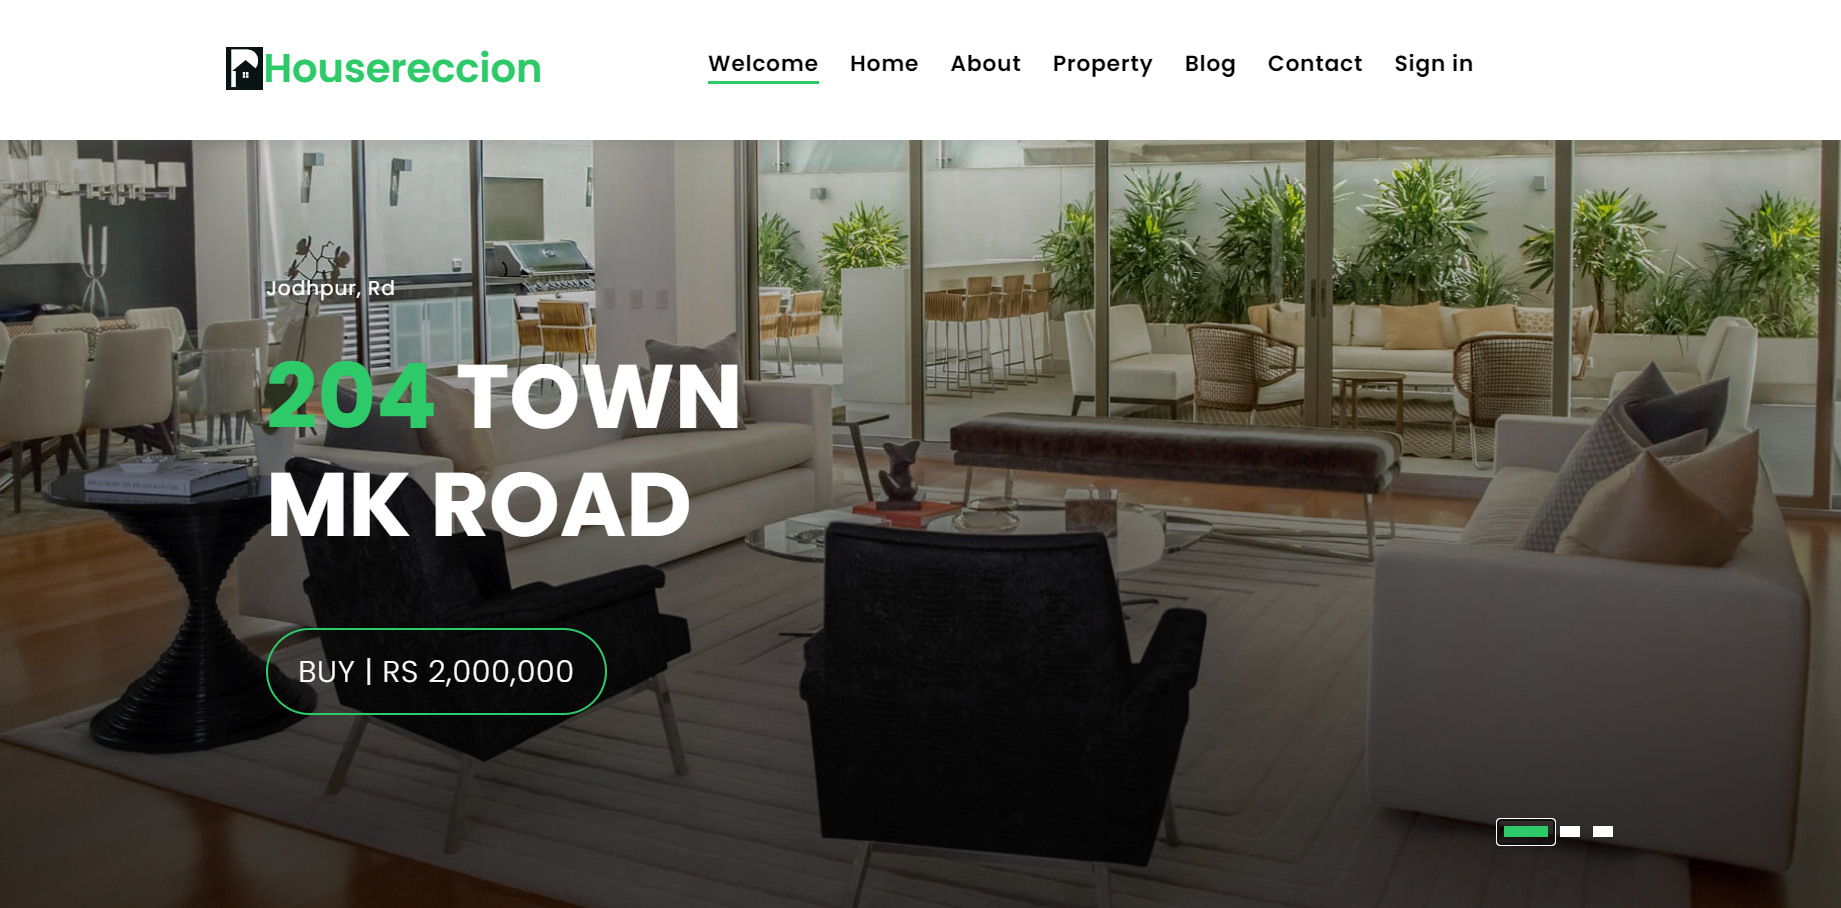 Housereccion
Welcome Home About Property Blog Contact Sign in
Jodhpur, Rd
204 TOWN
MK ROAD
BUY | RS 2,000,000